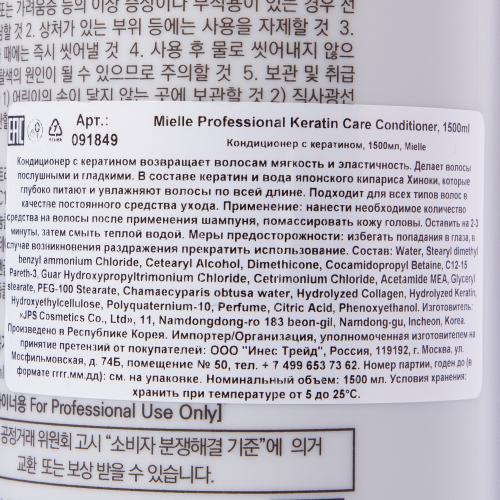 또는 가려움증 등의 이상 증상이나 부작용이 있는 경우 전
할 것 2. 상처가 있는 부위 등에는 사용을 자제할 것 3.
때에는 즉시 씻어낼 것 4. 사용 후 물로 씻어내지 않으
탈색의 원인이 될 수 있으므로 주의할 것 5. 보관 및 취급
1) 어린이의 손이 닿지 않는 곳에 보관할 것 2) 직사광선
EAC Арт.: 091849
Mielle Professional Keratin Care Conditioner, 1500ml
Кондиционер с кератином, 1500мл, Mielle
Кондиционер с кератином возвращает волосам мягкость и эластичность. Делает волосы
послушными и гладкими. В составе кератин и вода японского кипариса Хиноки, которые
глубоко питают и увлажняют волосы по всей длине. Подходит для всех типов волос в
качестве постоянного средства ухода. Применение: нанести необходимое количество
средства на волосы после применения шампуня, помассировать кожу головы. Оставить на 2-3
минуты, затем смыть теплой водой. Меры предосторожности: избегать попадания в глаза, в
случае возникновения раздражения прекратить использование. Состав: Water, Stearyl dimethyl
benzyl ammonium Chloride, Cetearyl Alcohol, Dimethicone, Cocamidopropyl Betaine, C12-15
Pareth-3, Guar Hydroxypropyltrimonium Chloride, Cetrimonium Chloride, Acetamide MEA, Glyceryl
stearate, PEG-100 Stearate, Chamaecyparis obtusa water, Hydrolyzed Collagen, Hydrolyzed Keratin,
Hydroxyethylcellulose, Polyquaternium-10, Perfume, Citric Acid, Phenoxyethanol. Изготовитель:
«JPS Cosmetics Co., Ltd», 11, Namdongdong-ro 183 beon-gil, Namdong-gu, Incheon, Korea.
Произведено в Республике Корея. Импортер/Организация, уполномоченная изготовителем на
принятие претензий от покупателей: ООО "Инес Трейд", Россия, 119192, г. Москва, ул.
Мосфильмовская, д. 74Б, помещение № 50, тел. + 7 499 653 73 62. Номер партии, годен до (в
формате гггг.мм.дд): см. на упаковке. Номинальный объем: 1500 мл. Условия хранения:
хранить при температуре от 5 до 25°С.
이너용 For Professional Use Only]
공정거래 위원회 고시 "소비자 분쟁해결 기준"에 의거
교환 또는 보상 받을 수 있습니다.